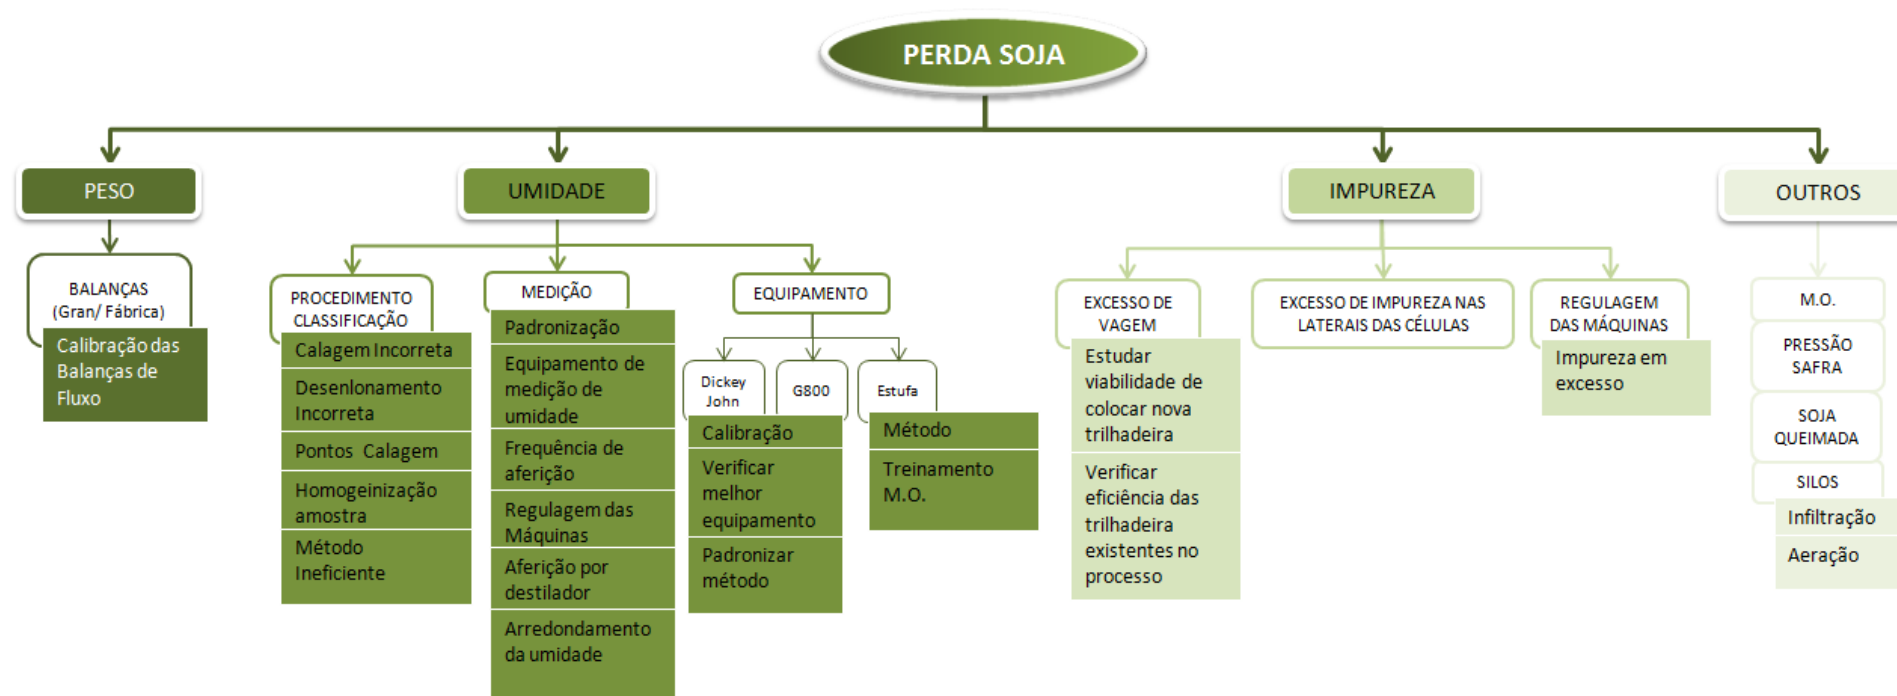 PERDA SOJA
PESO
UMIDADE
IMPUREZA
OUTROS
BALANÇAS
(Gran/ Fábrica)
Calibração das
Balanças de
Fluxo
PROCEDIMENTO
CLASSIFICAÇÃO
Calagem Incorreta
Desenlonamento
Incorreta
Pontos Calagem
Homogeinização
amostra
Método
Ineficiente
MEDIÇÃO
Padronização
Equipamento de
medição de
umidade
Frequência de
aferição
Regulagem das
Máquinas
Aferição por
destilador
Arredondamento
da umidade
EQUIPAMENTO
Dickey
John
G800
Calibração
Verificar
melhor
equipamento
Padronizar
método
Estufa
Método
Treinamento
M.O.
EXCESSO DE
VAGEM
Estudar
viabilidade de
colocar nova
trilhadeira
Verificar
eficiência das
trilhadeira
existentes no
processo
EXCESSO DE IMPUREZA NAS
LATERAIS DAS CÉLULAS
REGULAGEM
DAS MÁQUINAS
Impureza em
excesso
M.O.
PRESSÃO
SAFRA
SOJA
QUEIMADA
SILOS
Infiltração
Aeração